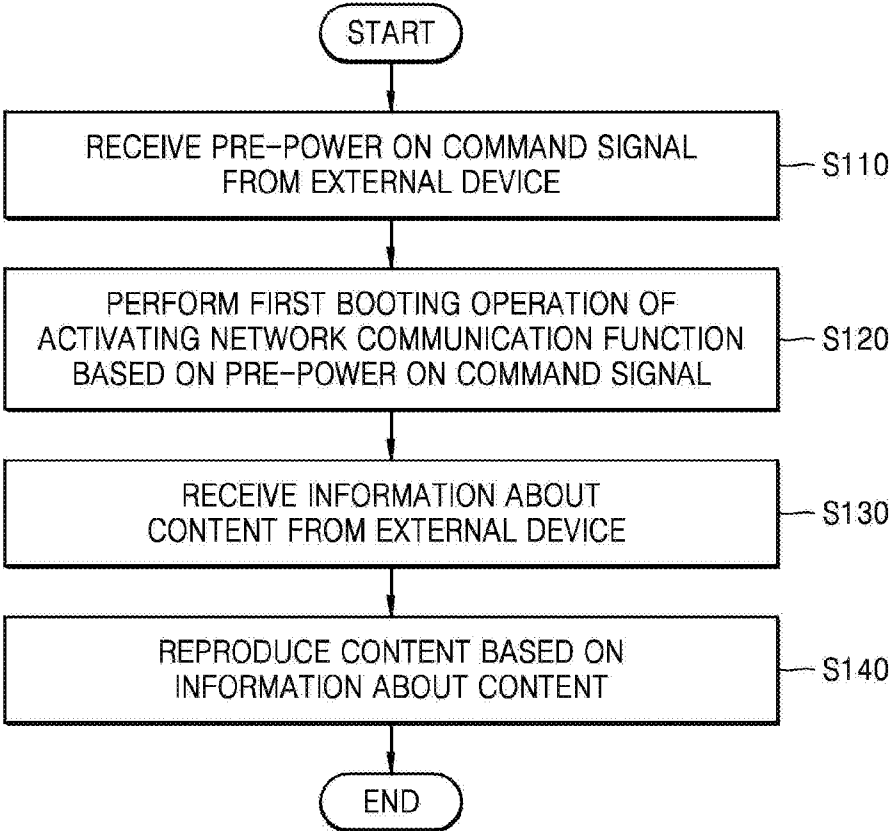 START
RECEIVE PRE-POWER ON COMMAND SIGNAL
FROM EXTERNAL DEVICE
S110
PERFORM FIRST BOOTING OPERATION OF
ACTIVATING NETWORK COMMUNICATION FUNCTION
BASED ON PRE-POWER ON COMMAND SIGNAL
S120
RECEIVE INFORMATION ABOUT
CONTENT FROM EXTERNAL DEVICE
S130
REPRODUCE CONTENT BASED ON
INFORMATION ABOUT CONTENT
S140
END